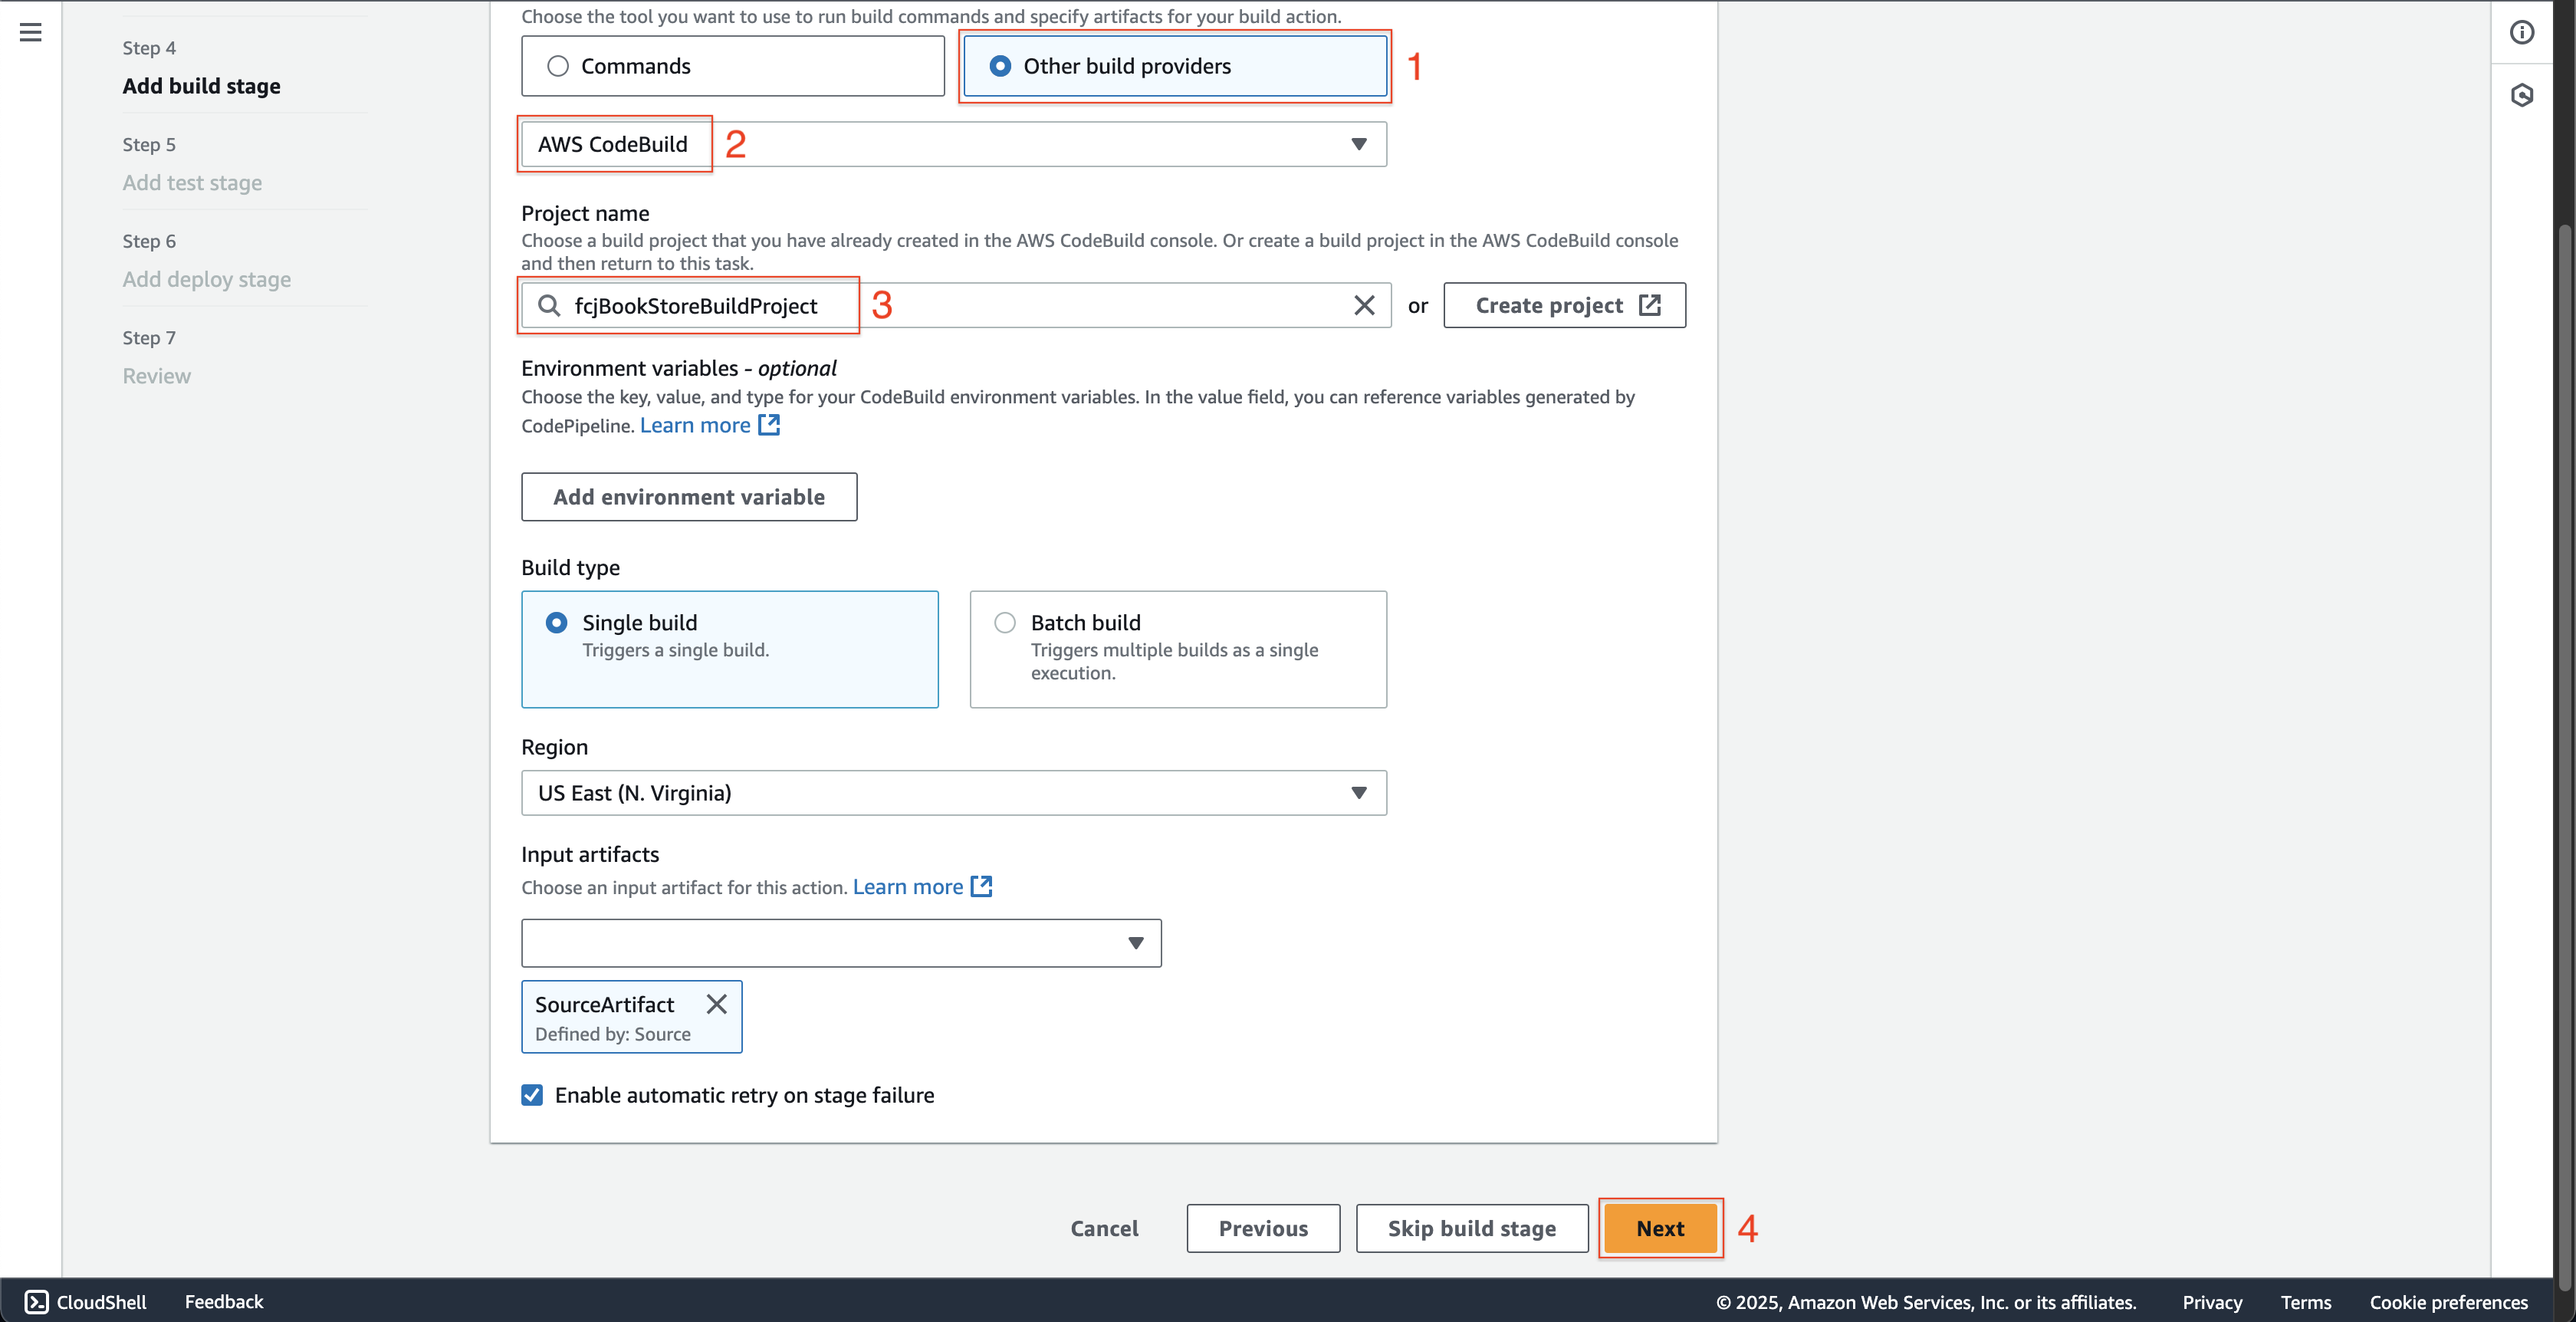 Step 4
Add build stage
Step 5
Add test stage
Step 6
Add deploy stage
Step 7
Review
Choose the tool you want to use to run build commands and specify artifacts for your build action.
Commands
Other build providers
1
AWS CodeBuild
2
Project name
Choose a build project that you have already created in the AWS CodeBuild console. Or create a build project in the AWS CodeBuild console
and then return to this task.
fcjBookStoreBuildProject
3
or
Create project
Environment variables - optional
Choose the key, value, and type for your CodeBuild environment variables. In the value field, you can reference variables generated by
CodePipeline. Learn more
Add environment variable
Build type
Single build
Triggers a single build.
Batch build
Triggers multiple builds as a single
execution.
Region
US East (N. Virginia)
Input artifacts
Choose an input artifact for this action. Learn more
SourceArtifact
Defined by: Source
Enable automatic retry on stage failure
Cancel
Previous
Skip build stage
Next
4
CloudShell
Feedback
© 2025, Amazon Web Services, Inc. or its affiliates.
Privacy
Terms
Cookie preferences